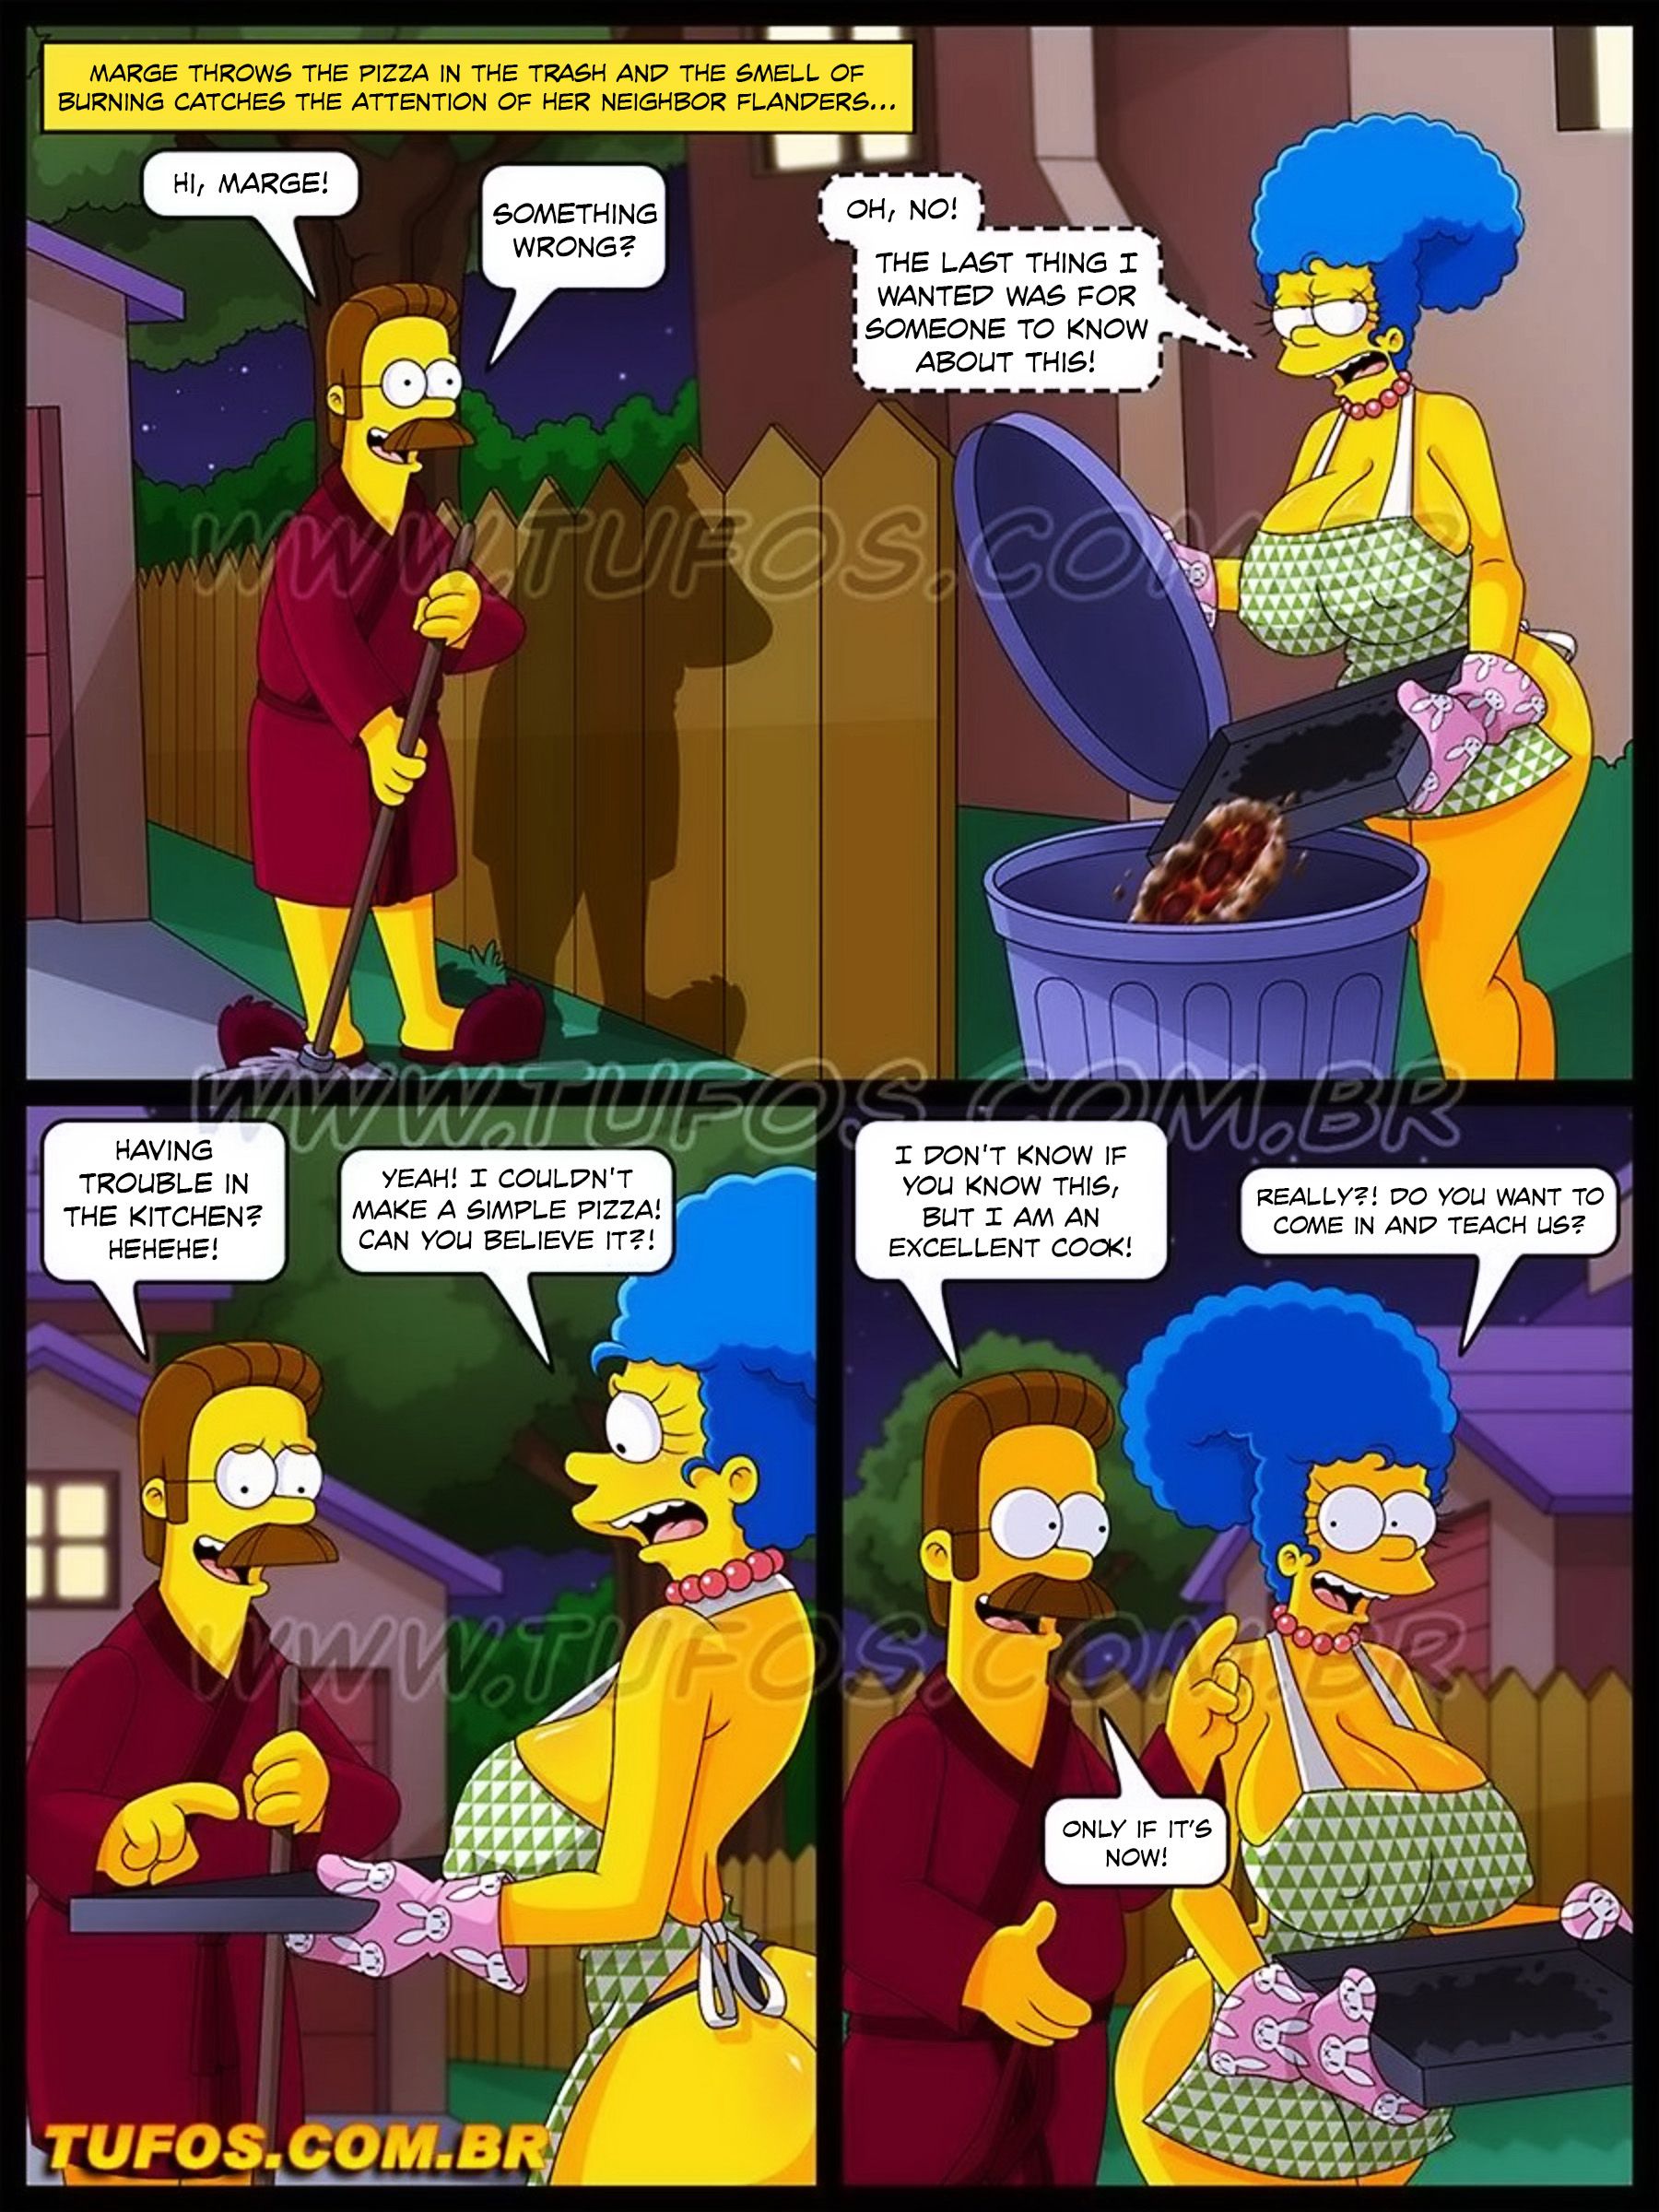 MARGE THROWS THE PIZZA IN THE TRASH AND THE SMELL OF
BURNING CATCHES THE ATTENTION OF HER NEIGHBOR FLANDERS...
HI, MARGE!
SOMETHING
WRONG?
OH, NO!
THE LAST THING I
WANTED WAS FOR
SOMEONE TO KNOW
ABOUT THIS!
WWW.TUFOS.COM.BR
WWW.TUFOS.COM.BR
HAVING
TROUBLE IN
THE KITCHEN?
HEHEHE!
YEAH! I COULDN'T
MAKE A SIMPLE PIZZA!
CAN YOU BELIEVE IT?!
I DON'T KNOW IF
YOU KNOW THIS,
BUT I AM AN
EXCELLENT COOK!
REALLY?! DO YOU WANT TO
COME IN AND TEACH US?
WWW.TUFOS.COM.BR
ONLY IF IT'S
NOW!
TUFOS.COM.BR